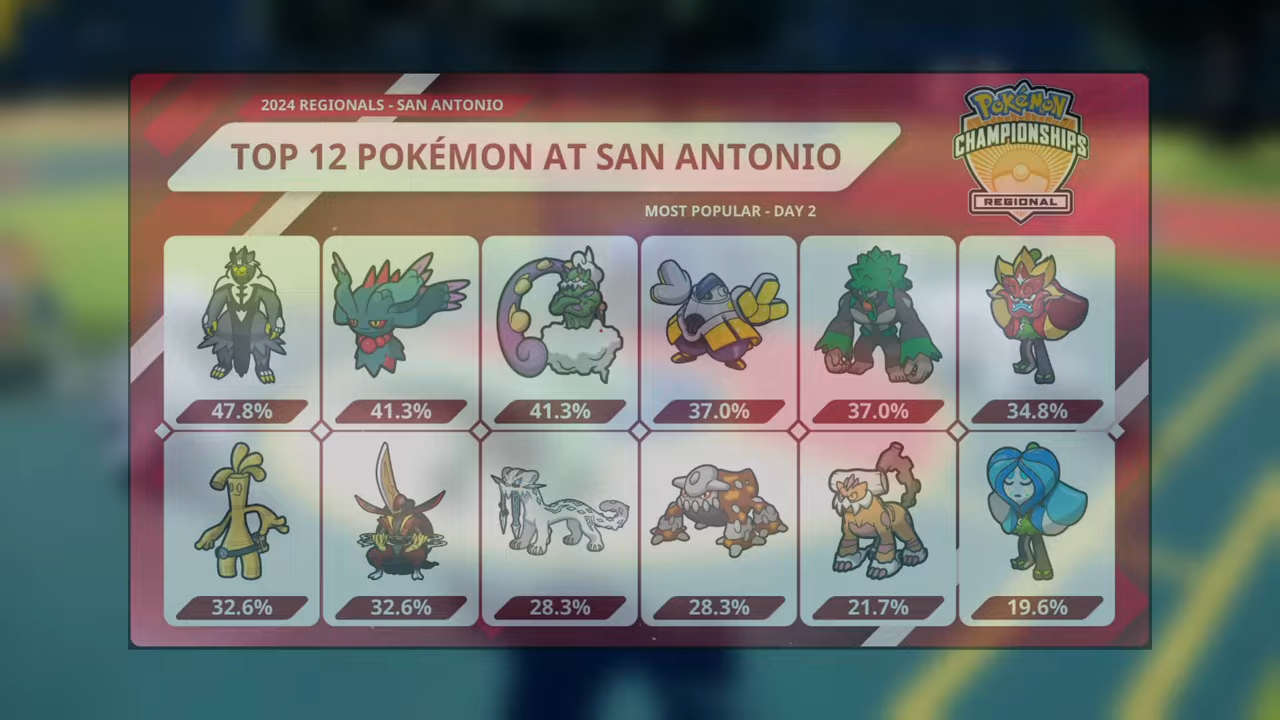 2024 REGIONALS - SAN ANTONIO
TOP 12 POKÉMON AT SAN ANTONIO
MOST POPULAR - DAY 2
POKéMON
CHAMPIONSHIPS
REGIONAL
47.8% 41.3% 41.3% 37.0% 37.0% 34.8%
32.6% 32.6% 28.3% 28.3% 21.7% 19.6%